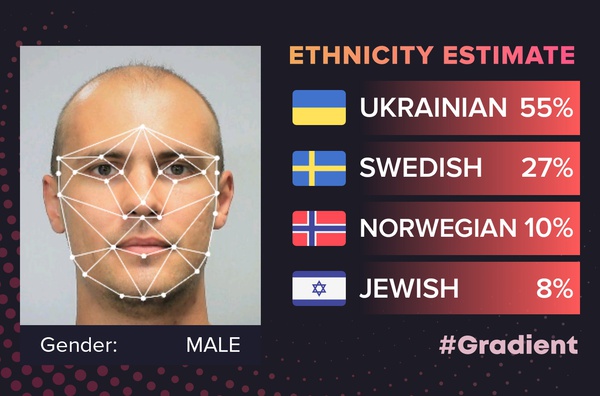 ETHNICITY ESTIMATE
UKRAINIAN 55%
SWEDISH 27%
NORWEGIAN 10%
JEWISH 8%
Gender: MALE
#Gradient